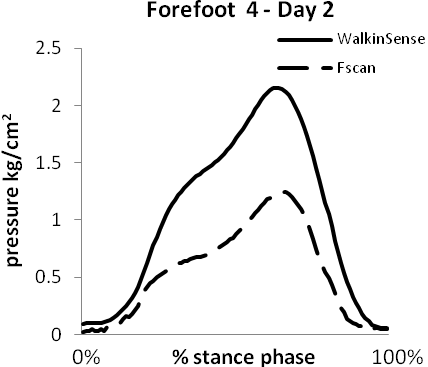 Forefoot 4 - Day 2
WalkinSense
Fscan
pressure kg/cm²
2.5
2
1.5
1
0.5
0
0% % stance phase 100%